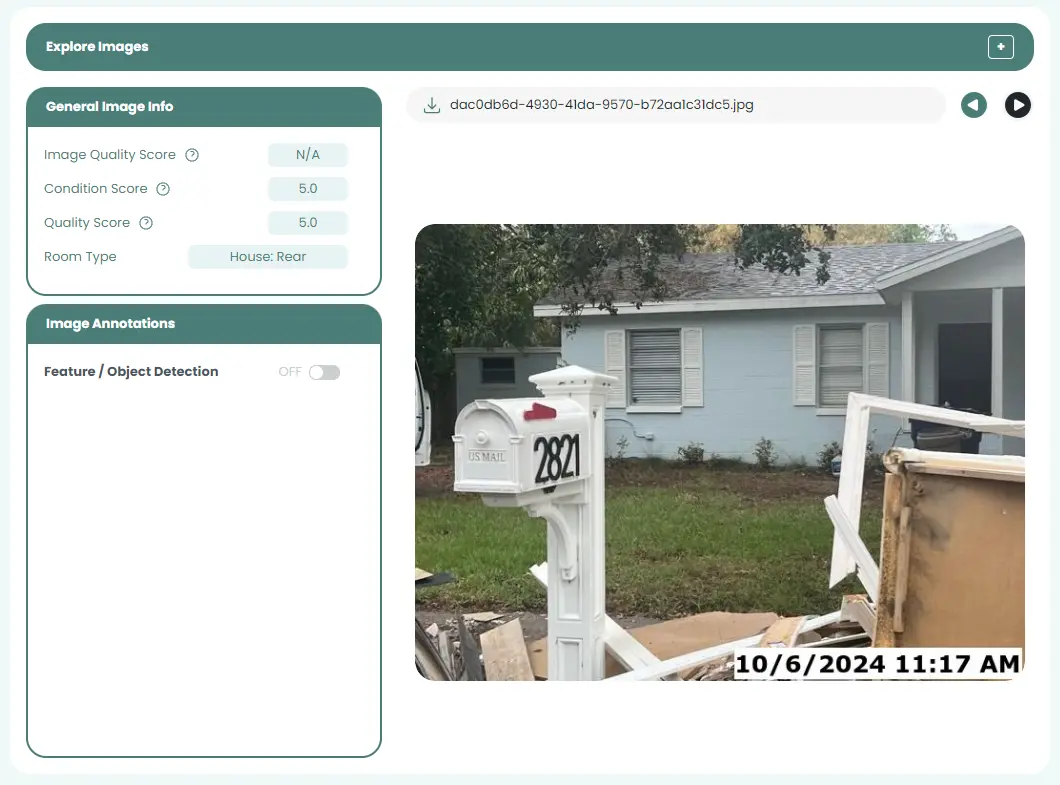 Explore Images
+
General Image Info
Image Quality Score ? N/A
Condition Score ? 5.0
Quality Score ? 5.0
Room Type House: Rear
Image Annotations
Feature / Object Detection OFF
dac0db6d-4930-41da-9570-b72aa1c31dc5.jpg
2821
US MAIL
10/6/2024 11:17 AM